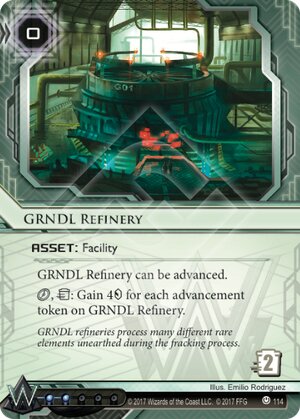 0
G01
GRNDL Refinery
ASSET: Facility
GRNDL Refinery can be advanced.
, : Gain 4 for each advancement
token on GRNDL Refinery.
GRNDL refineries process many different rare
elements unearthed during the fracking process.
2
Illus. Emilio Rodriguez
© 2017 Wizards of the Coast LLC. © 2017 FFG 114